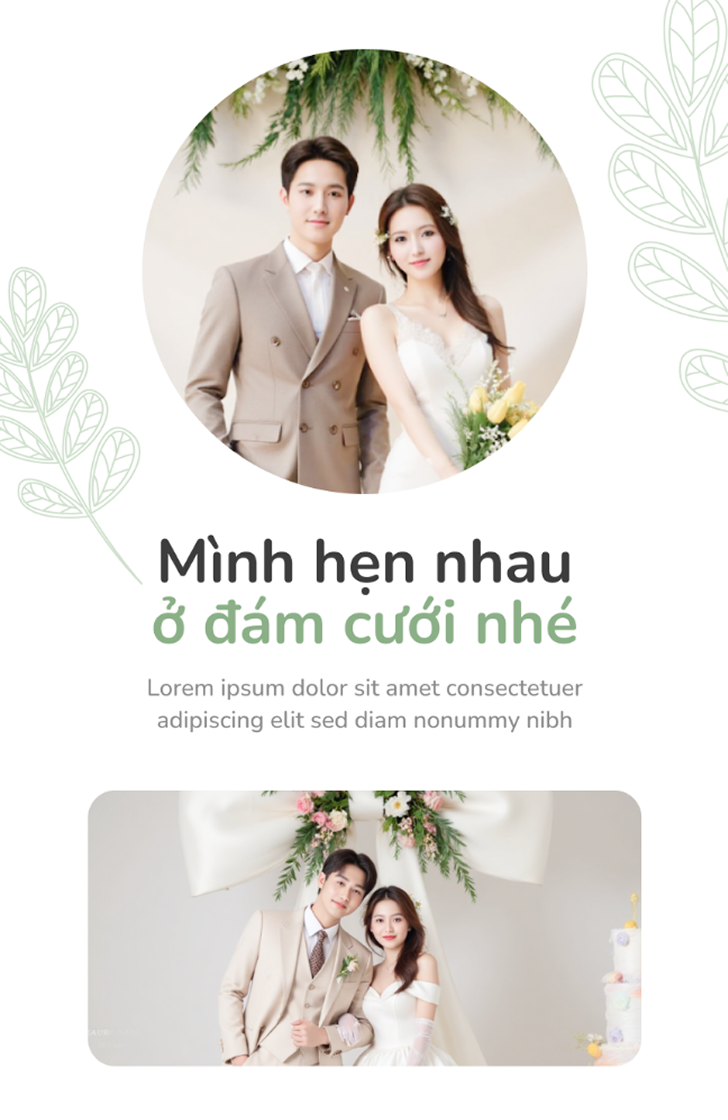 Mình hẹn nhau
ở đám cưới nhé
Lorem ipsum dolor sit amet consectetuer
adipiscing elit sed diam nonummy nibh